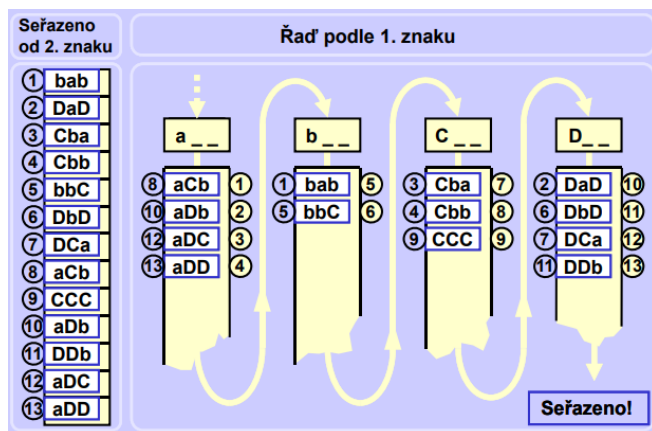 Seřazeno
od 2. znaku
Řaď podle 1. znaku
1 bab
2 DaD
3 Cba
4 Cbb
5 bbC
6 DbD
7 DCa
8 aCb
9 CCC
10 aDb
11 DDb
12 aDC
13 aDD
a _ _
8 aCb 1
10 aDb 2
12 aDC 3
13 aDD 4
b _ _
1 bab 5
5 bbC 6
C _ _
3 Cba 7
4 Cbb 8
9 CCC 9
D_ _
2 DaD 10
6 DbD 11
7 DCa 12
11 DDb 13
Seřazeno!